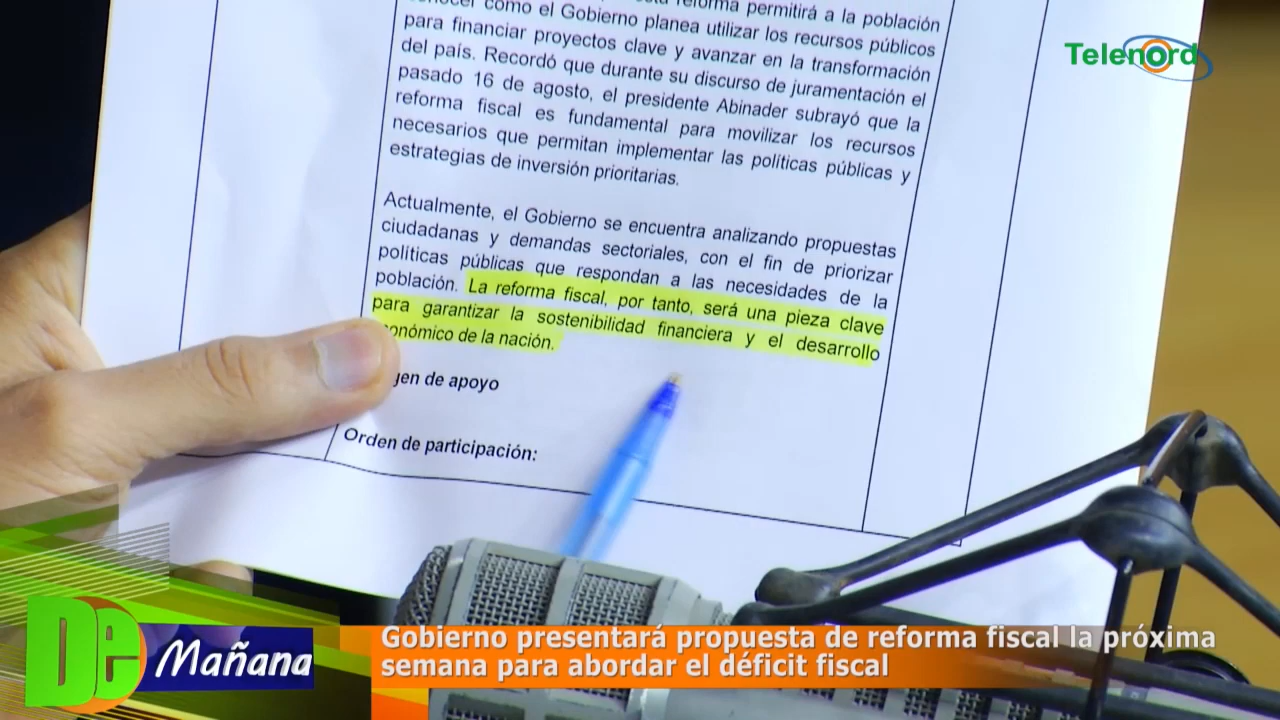 reforma permitirá a la población
conocer cómo el Gobierno planea utilizar los recursos públicos
para financiar proyectos clave y avanzar en la transformación
del país. Recordó que durante su discurso de juramentación el
pasado 16 de agosto, el presidente Abinader subrayó que la
reforma fiscal es fundamental para movilizar los recursos
necesarios que permitan implementar las políticas públicas y
estrategias de inversión prioritarias.
Actualmente, el Gobierno se encuentra analizando propuestas
ciudadanas y demandas sectoriales, con el fin de priorizar
políticas públicas que respondan a las necesidades de la
población. La reforma fiscal, por tanto, será una pieza clave
para garantizar la sostenibilidad financiera y el desarrollo
onómico de la nación.
gen de apoyo
Orden de participación:
Telenord
De
Mañana
Gobierno presentará propuesta de reforma fiscal la próxima
semana para abordar el déficit fiscal